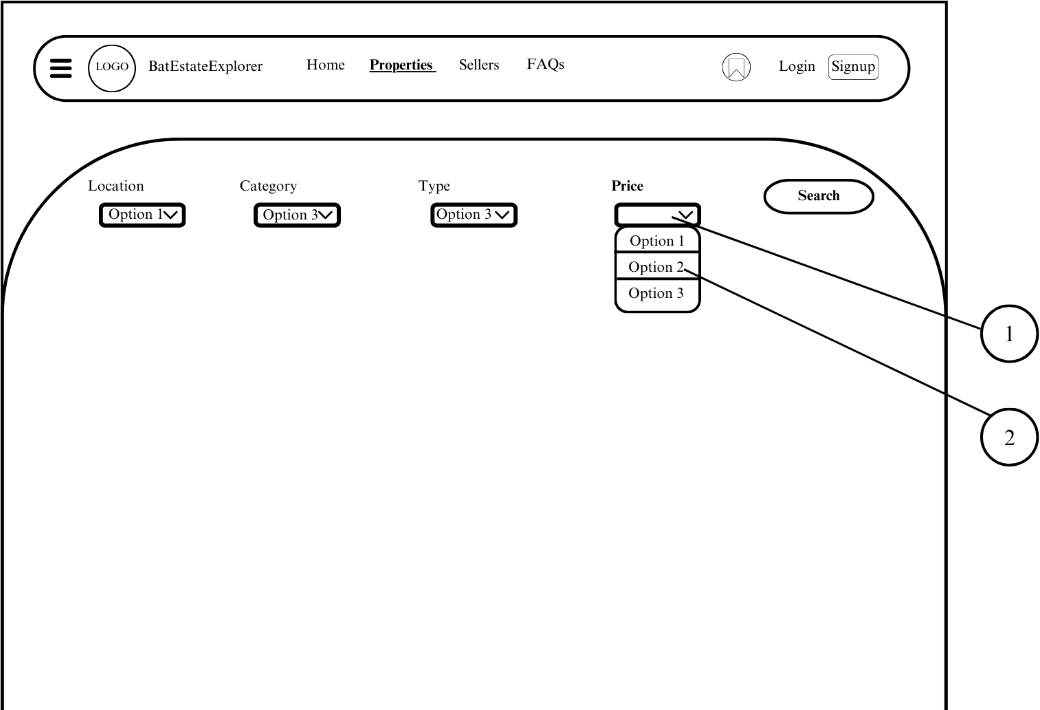 LOGO BatEstateExplorer Home Properties Sellers FAQs Login Signup
Location Category Type Price Search
Option 1 Option 3 Option 3
Option 1
Option 2
Option 3
1
2